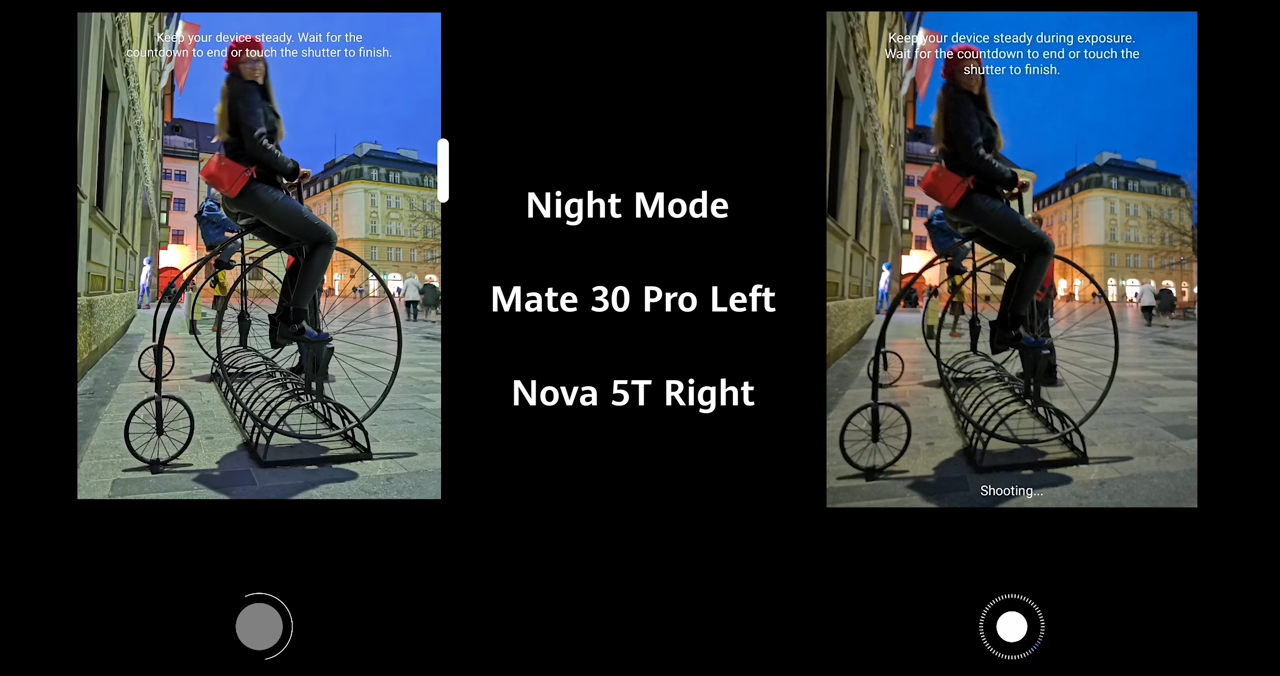 Keep your device steady. Wait for the
countdown to end or touch the shutter to finish.
Night Mode
Mate 30 Pro Left
Nova 5T Right
Keep your device steady during exposure.
Wait for the countdown to end or touch the
shutter to finish.
Shooting...